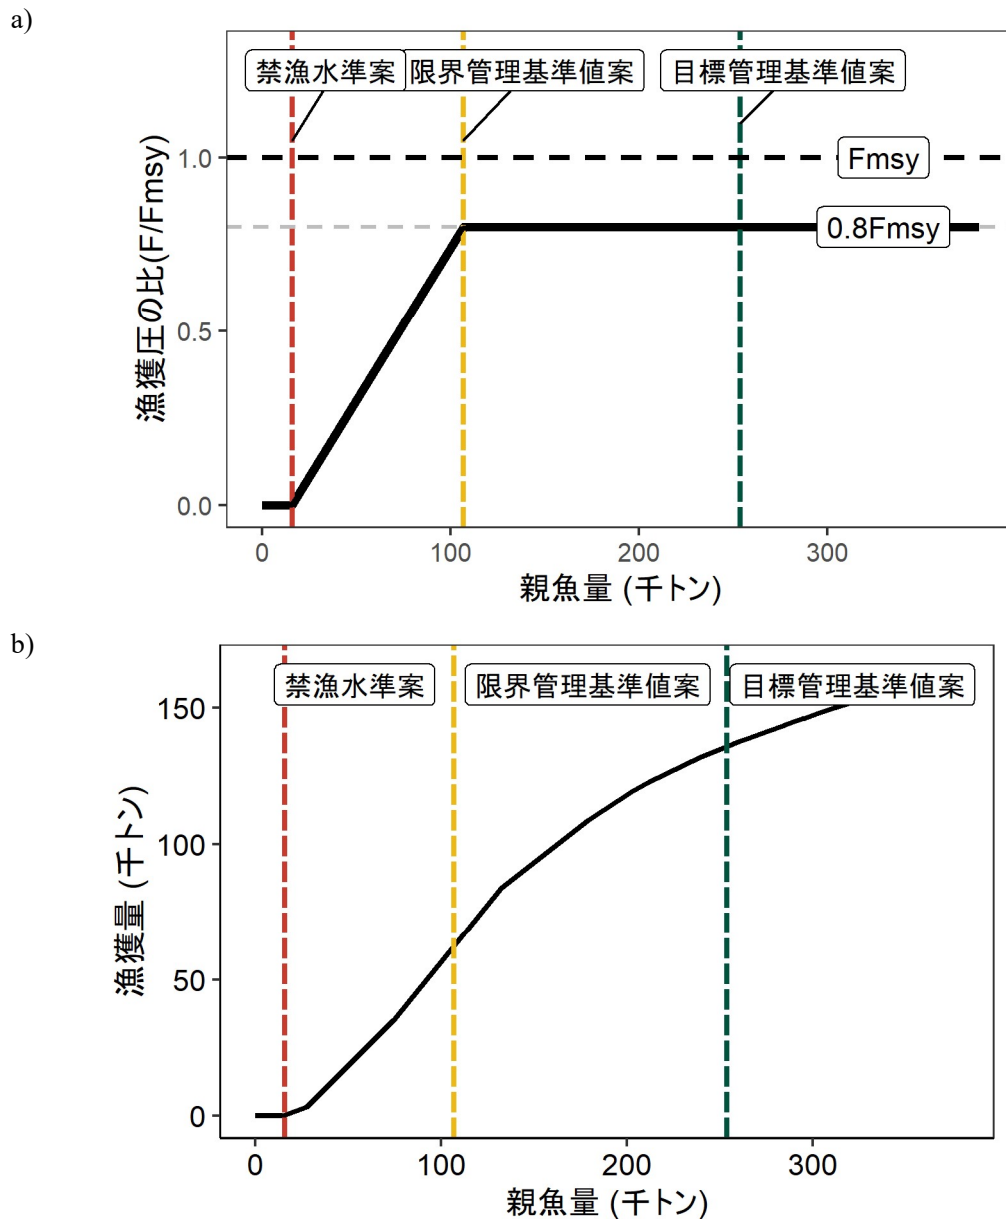 a)
禁漁水準案
限界管理基準値案
目標管理基準値案
1.0
Fmsy
0.8Fmsy
0.5
0.0
漁獲圧の比(F/Fmsy)
0
100
200
300
親魚量 (千トン)
b)
禁漁水準案
限界管理基準値案
目標管理基準値案
150
100
50
0
漁獲量 (千トン)
0
100
200
300
親魚量 (千トン)